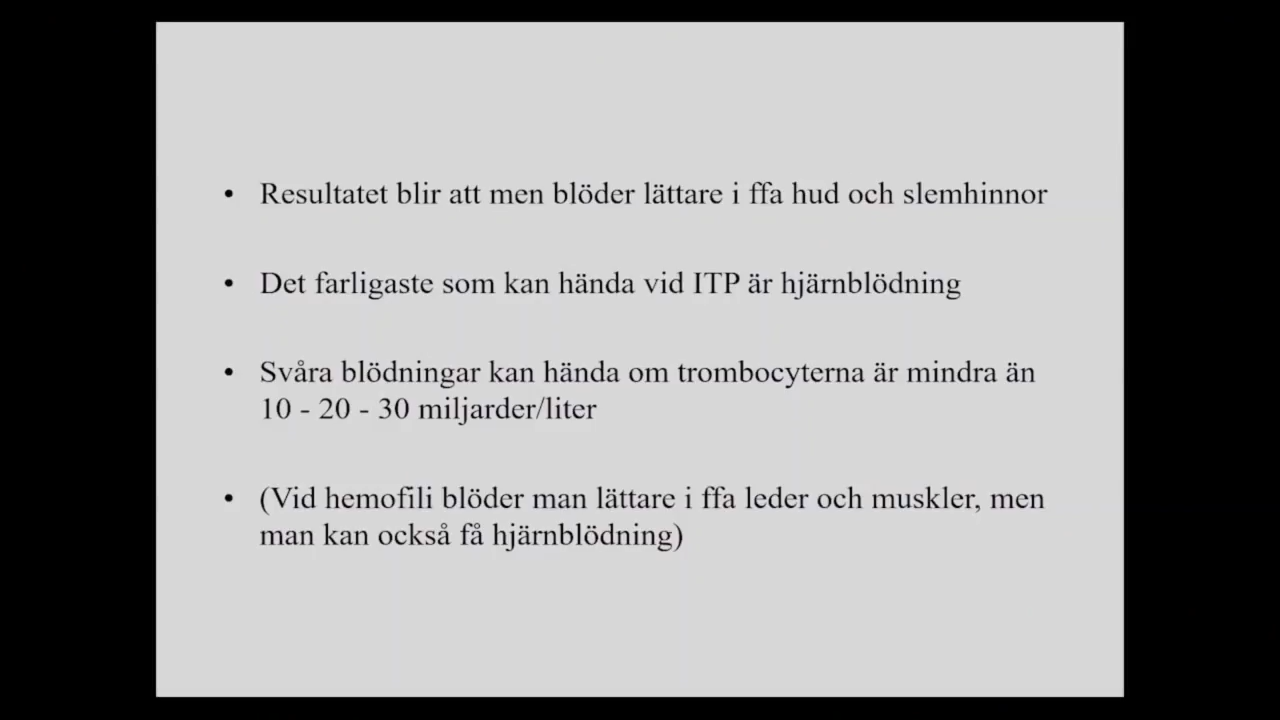 • Resultatet blir att men blöder lättare i ffa hud och slemhinnor
• Det farligaste som kan hända vid ITP är hjärnblödning
• Svåra blödningar kan hända om trombocyterna är mindra än
10 - 20 - 30 miljarder/liter
• (Vid hemofili blöder man lättare i ffa leder och muskler, men
man kan också få hjärnblödning)